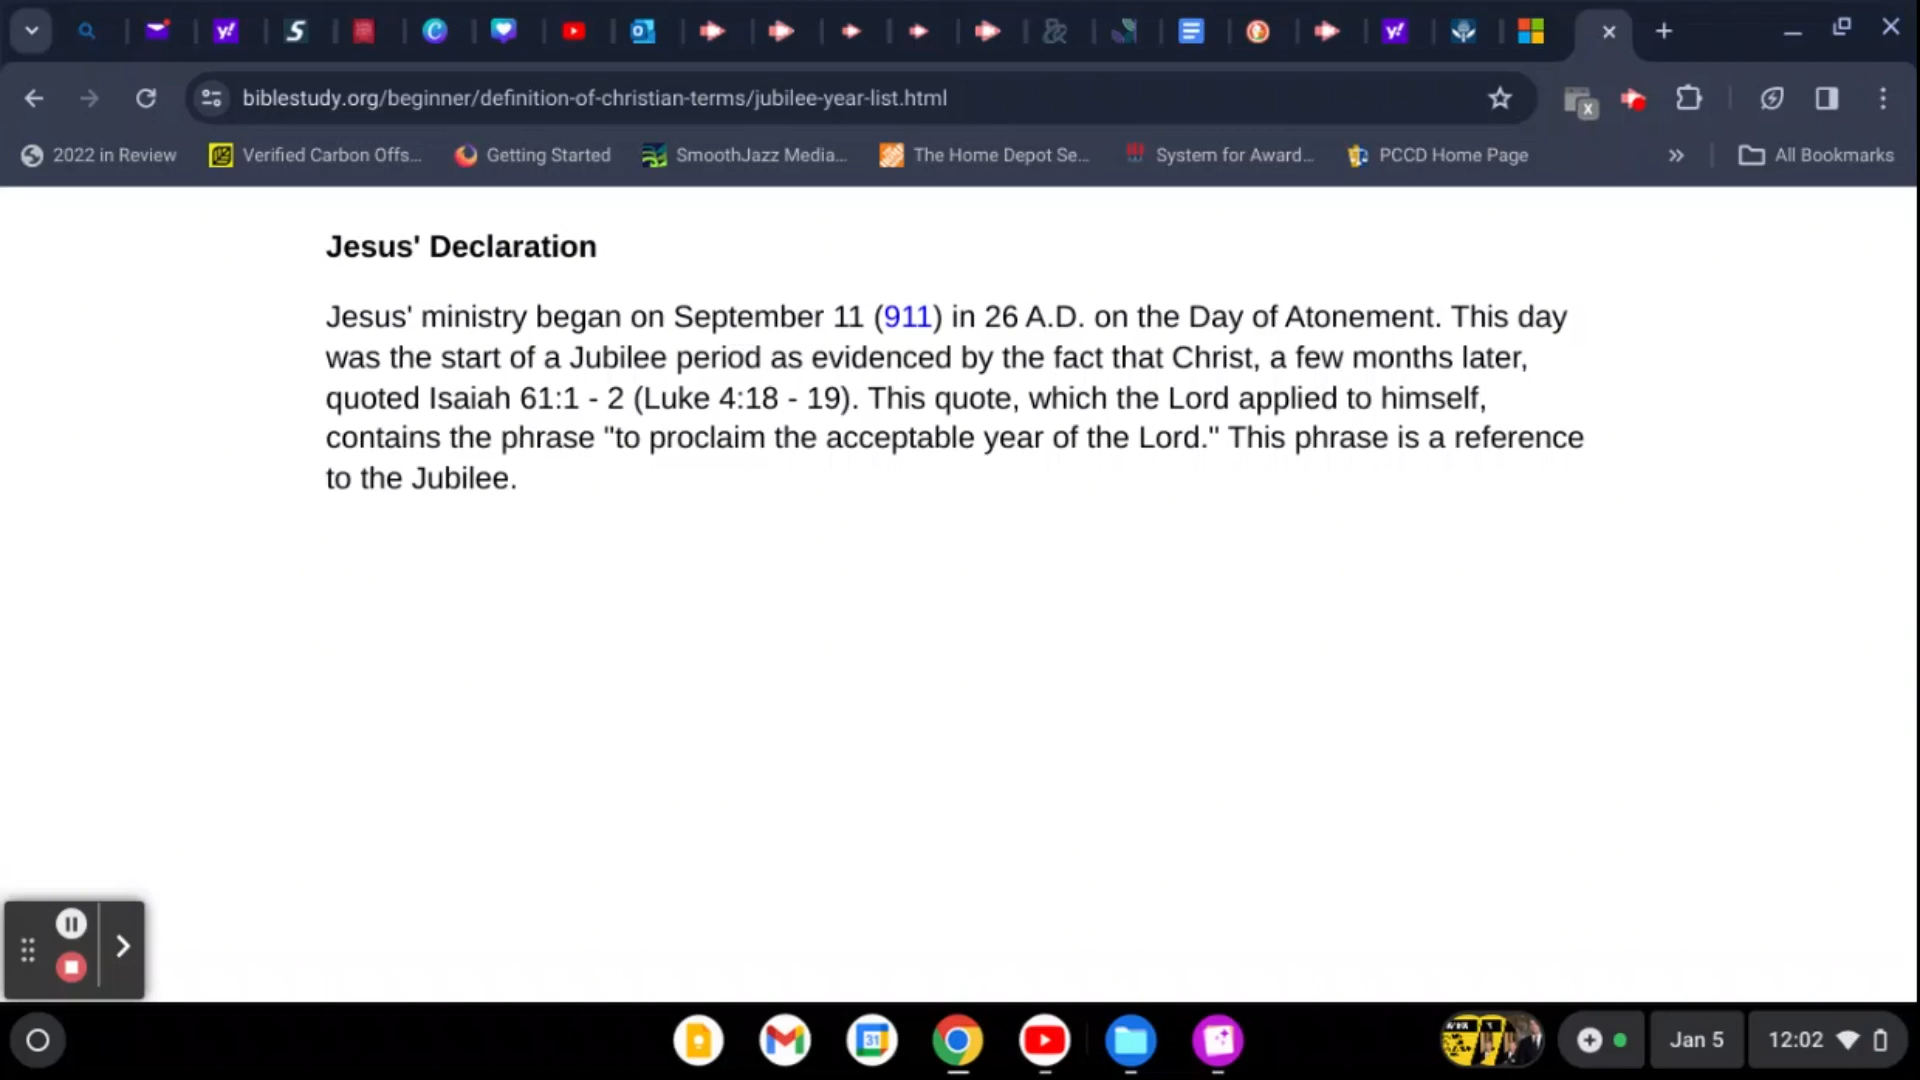 biblestudy.org/beginner/definition-of-christian-terms/jubilee-year-list.html
2022 in Review Verified Carbon Offs... Getting Started SmoothJazz Media... The Home Depot Se... System for Award... PCCD Home Page » All Bookmarks
Jesus' Declaration
Jesus' ministry began on September 11 (911) in 26 A.D. on the Day of Atonement. This day
was the start of a Jubilee period as evidenced by the fact that Christ, a few months later,
quoted Isaiah 61:1 - 2 (Luke 4:18 - 19). This quote, which the Lord applied to himself,
contains the phrase "to proclaim the acceptable year of the Lord." This phrase is a reference
to the Jubilee.
31 Jan 5 12:02